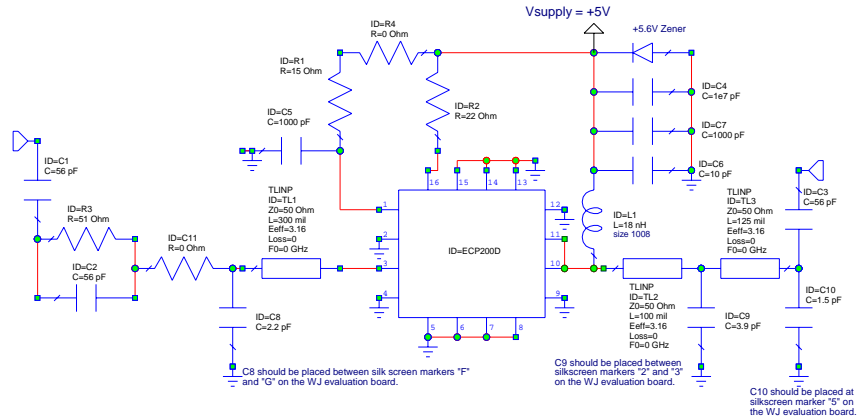 Vsupply = +5V
+5.6V Zener
ID=R4
R=0 Ohm
ID=R1
R=15 Ohm
ID=R2
R=22 Ohm
ID=C5
C=1000 pF
ID=C4
C=1e7 pF
ID=C7
C=1000 pF
ID=C6
C=10 pF
ID=C1
C=56 pF
ID=R3
R=51 Ohm
ID=C2
C=56 pF
ID=C11
R=0 Ohm
TLINP
ID=TL1
Z0=50 Ohm
L=300 mil
Eeff=3.16
Loss=0
F0=0 GHz
ID=C8
C=2.2 pF
16
15
14
13
1
2
3
4
12
11
10
9
5
6
7
8
ID=ECP200D
ID=L1
L=18 nH
size 1008
TLINP
ID=TL3
Z0=50 Ohm
L=125 mil
Eeff=3.16
Loss=0
F0=0 GHz
ID=C3
C=56 pF
TLINP
ID=TL2
Z0=50 Ohm
L=100 mil
Eeff=3.16
Loss=0
F0=0 GHz
ID=C9
C=3.9 pF
ID=C10
C=1.5 pF
C8 should be placed between silk screen markers "F"
and "G" on the WJ evaluation board.
C9 should be placed between
silkscreen markers "2" and "3"
on the WJ evaluation board.
C10 should be placed at
silkscreen marker "5" on
the WJ evaluation board.